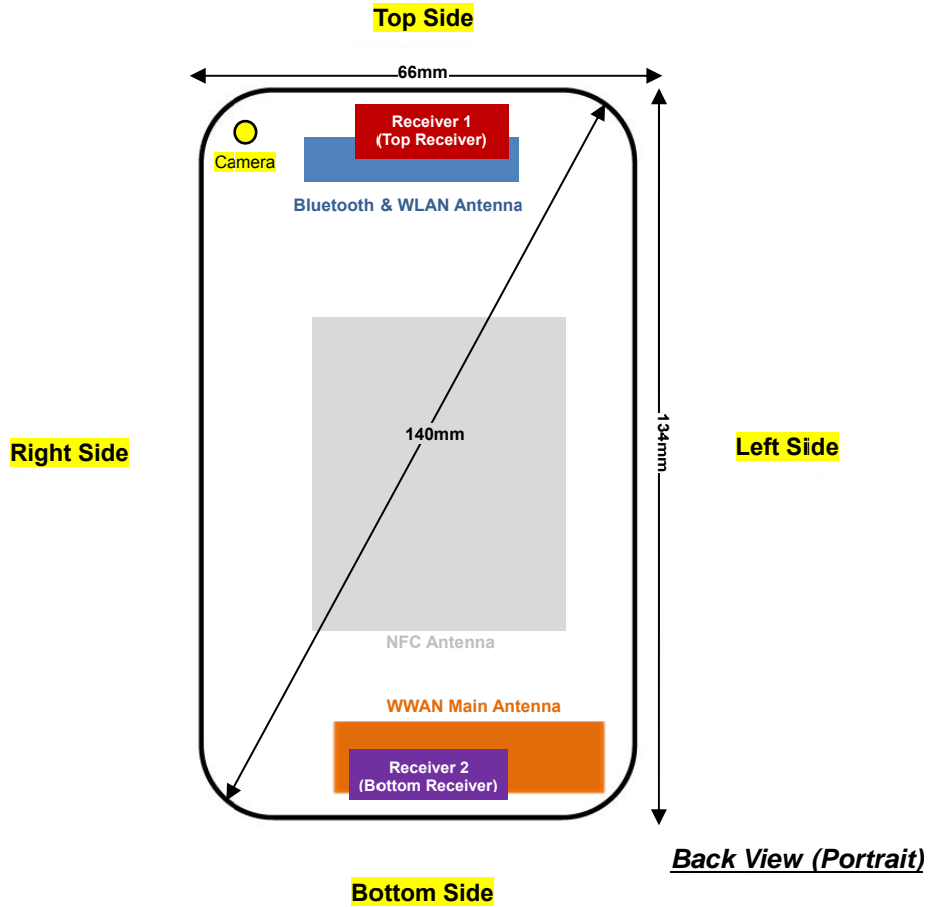 Top Side
66mm
Receiver 1
(Top Receiver)
Camera
Bluetooth & WLAN Antenna
140mm
134mm
Right Side
Left Side
NFC Antenna
WWAN Main Antenna
Receiver 2
(Bottom Receiver)
Back View (Portrait)
Bottom Side